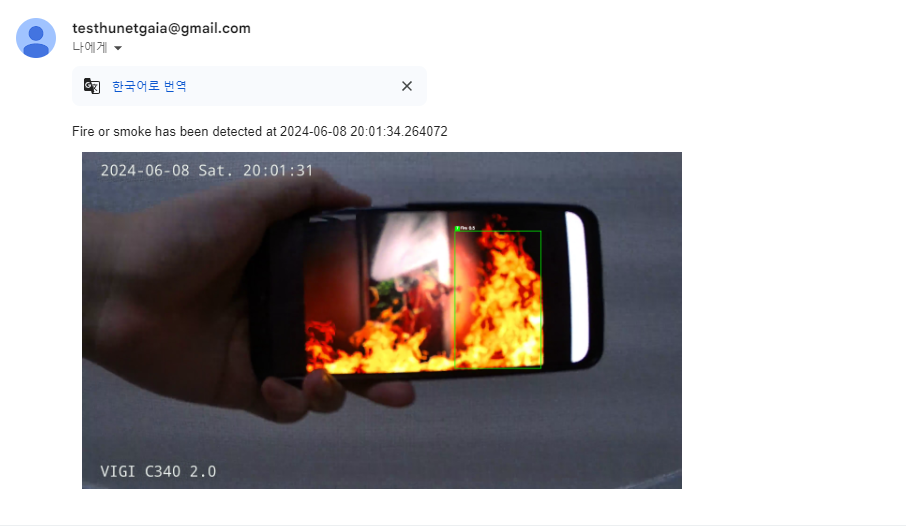 testhunetgaia@gmail.com
나에게
한국어로 번역
Fire or smoke has been detected at 2024-06-08 20:01:34.264072
2024-06-08 Sat. 20:01:31
fire 0.5
VIGI C340 2.0